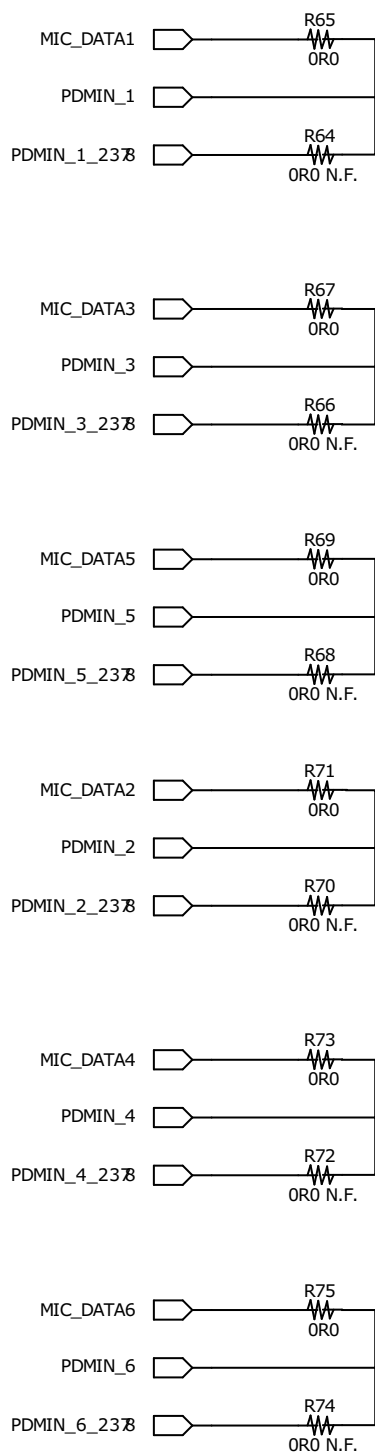 R65
MIC_DATA1
0R0
PDMIN_1
R64
PDMIN_1_2378
0R0 N.F.
R67
MIC_DATA3
0R0
PDMIN_3
R66
PDMIN_3_2378
0R0 N.F.
R69
MIC_DATA5
0R0
PDMIN_5
R68
PDMIN_5_2378
0R0 N.F.
R71
MIC_DATA2
0R0
PDMIN_2
R70
PDMIN_2_2378
0R0 N.F.
R73
MIC_DATA4
0R0
PDMIN_4
R72
PDMIN_4_2378
0R0 N.F.
R75
MIC_DATA6
0R0
PDMIN_6
R74
PDMIN_6_2378
0R0 N.F.